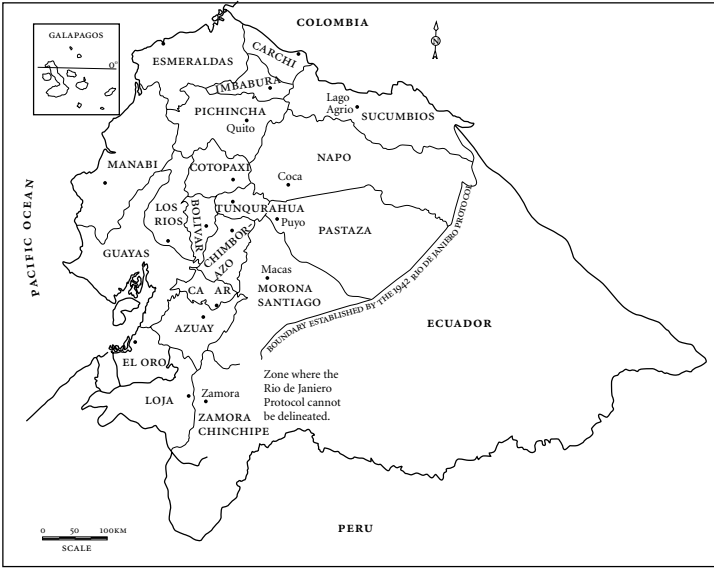 COLOMBIA
GALAPAGOS
0°
N
ESMERALDAS
CARCHI
IMBABURA
Lago
Agrio
SUCUMBIOS
PICHINCHA
Quito
MANABI
COTOPAXI
NAPO
Coca
PACIFIC OCEAN
LOS
RIOS
BOLIVAR
TUNQURAHUA
Puyo
PASTAZA
CHIMBOR-
AZO
GUAYAS
Macas
MORONA
SANTIAGO
CA AR
AZUAY
BOUNDARY ESTABLISHED BY THE 1942 RIO DE JANIERO PROTOCOL
ECUADOR
EL ORO
Zone where the
Rio de Janiero
Protocol cannot
be delineated.
LOJA
Zamora
ZAMORA
CHINCHIPE
PERU
0 50 100KM
SCALE